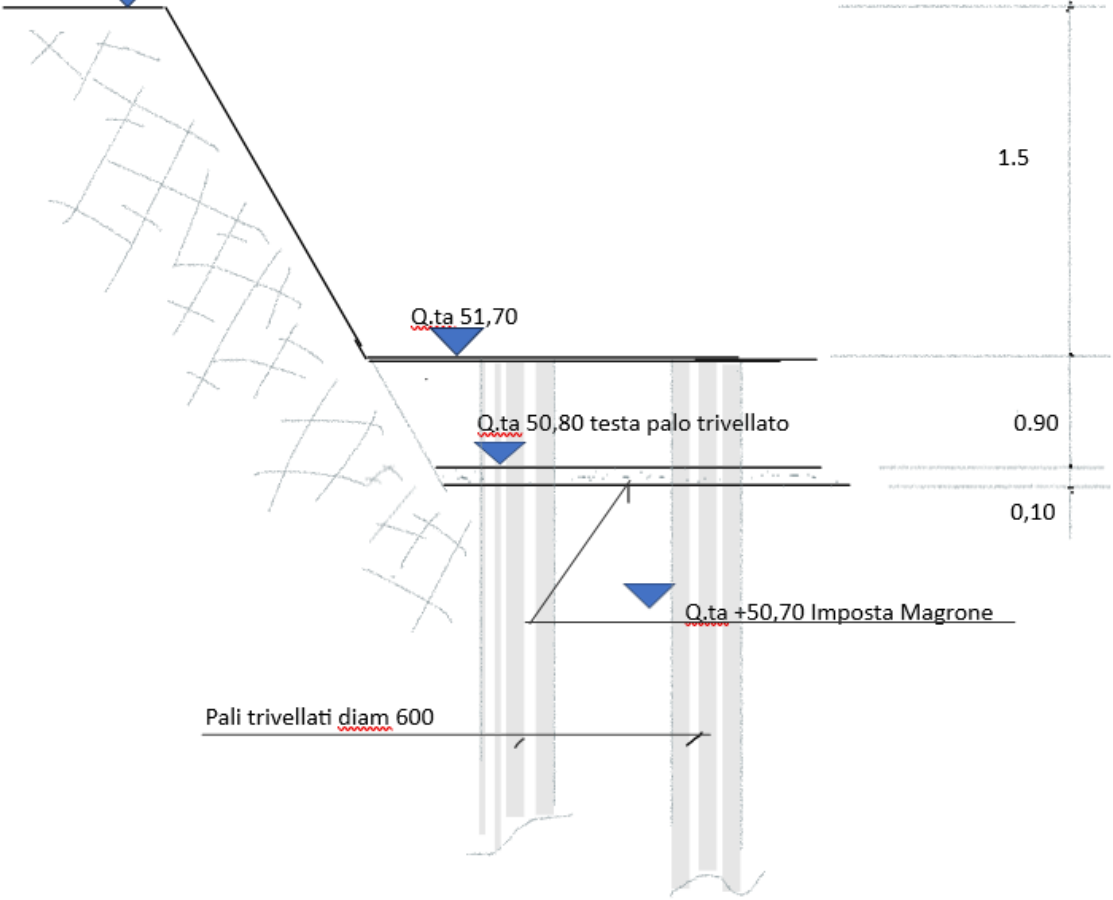 1.5
Q.ta 51,70
Q.ta 50,80 testa palo trivellato
0.90
0,10
Q.ta +50,70 Imposta Magrone
Pali trivellati diam 600